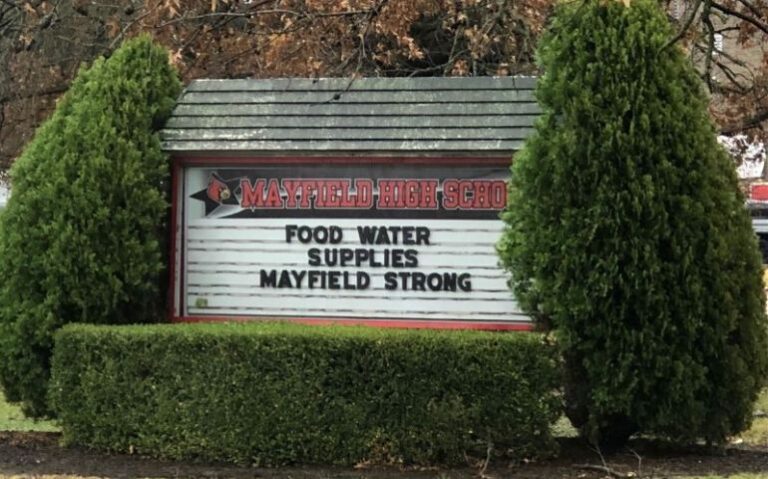 MAYFIELD HIGH SCHO
FOOD WATER
SUPPLIES
MAYFIELD STRONG